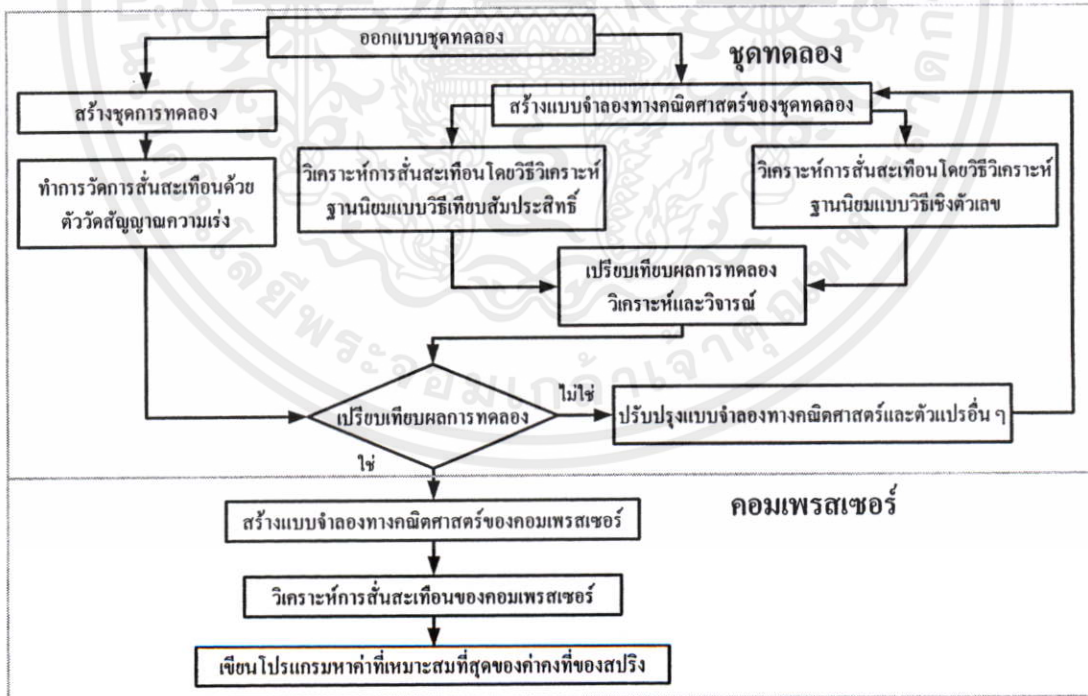 ออกแบบชุดทดลอง
ชุดทดลอง
สร้างชุดการทดลอง
สร้างแบบจำลองทางคณิตศาสตร์ของชุดทดลอง
ทำการวัดการสั่นสะเทือนด้วย
ตัววัดสัญญาณความเร่ง
วิเคราะห์การสั่นสะเทือนโดยวิธีวิเคราะห์
ฐานนิยมแบบวิธีเทียบสัมประสิทธิ์
วิเคราะห์การสั่นสะเทือนโดยวิธีวิเคราะห์
ฐานนิยมแบบวิธีเชิงตัวเลข
เปรียบเทียบผลการทดลอง
วิเคราะห์และวิจารณ์
เปรียบเทียบผลการทดลอง
ไม่ใช่
ปรับปรุงแบบจำลองทางคณิตศาสตร์และตัวแปรอื่น ๆ
ใช่
คอมเพรสเซอร์
สร้างแบบจำลองทางคณิตศาสตร์ของคอมเพรสเซอร์
วิเคราะห์การสั่นสะเทือนของคอมเพรสเซอร์
เขียนโปรแกรมหาค่าที่เหมาะสมที่สุดของค่าคงที่ของสปริง